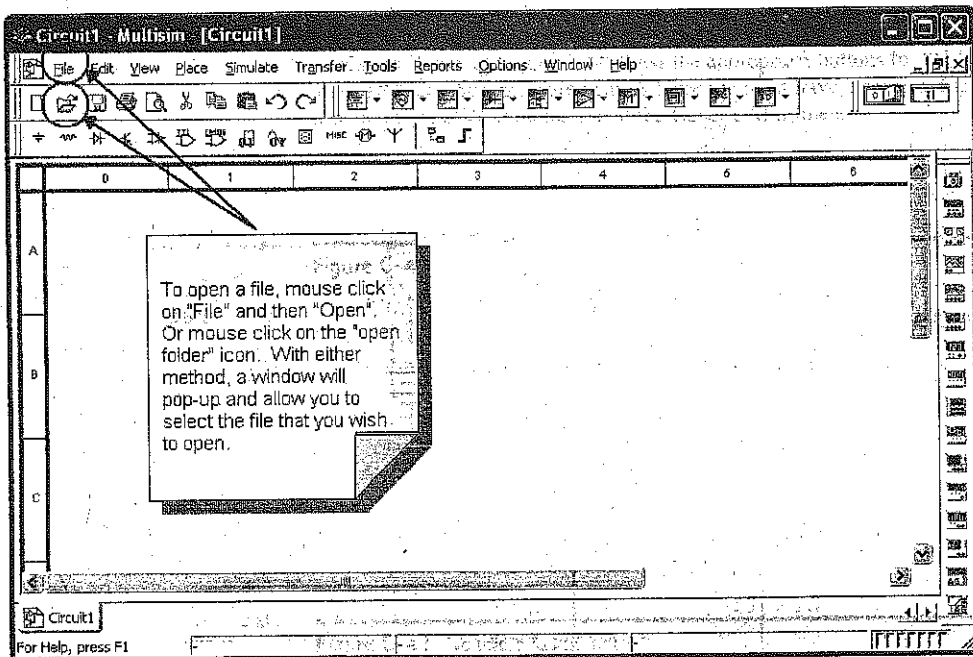 Circuit1 - Multisim - [Circuit1]
File Edit View Place Simulate Transfer Tools Reports Options Window Help
MISC
0 1 2 3 4 6 6
A
To open a file, mouse click
on "File" and then "Open".
Or mouse click on the "open
folder" icon. With either
method, a window will
pop-up and allow you to
select the file that you wish
to open.
B
C
Circuit1
For Help, press F1